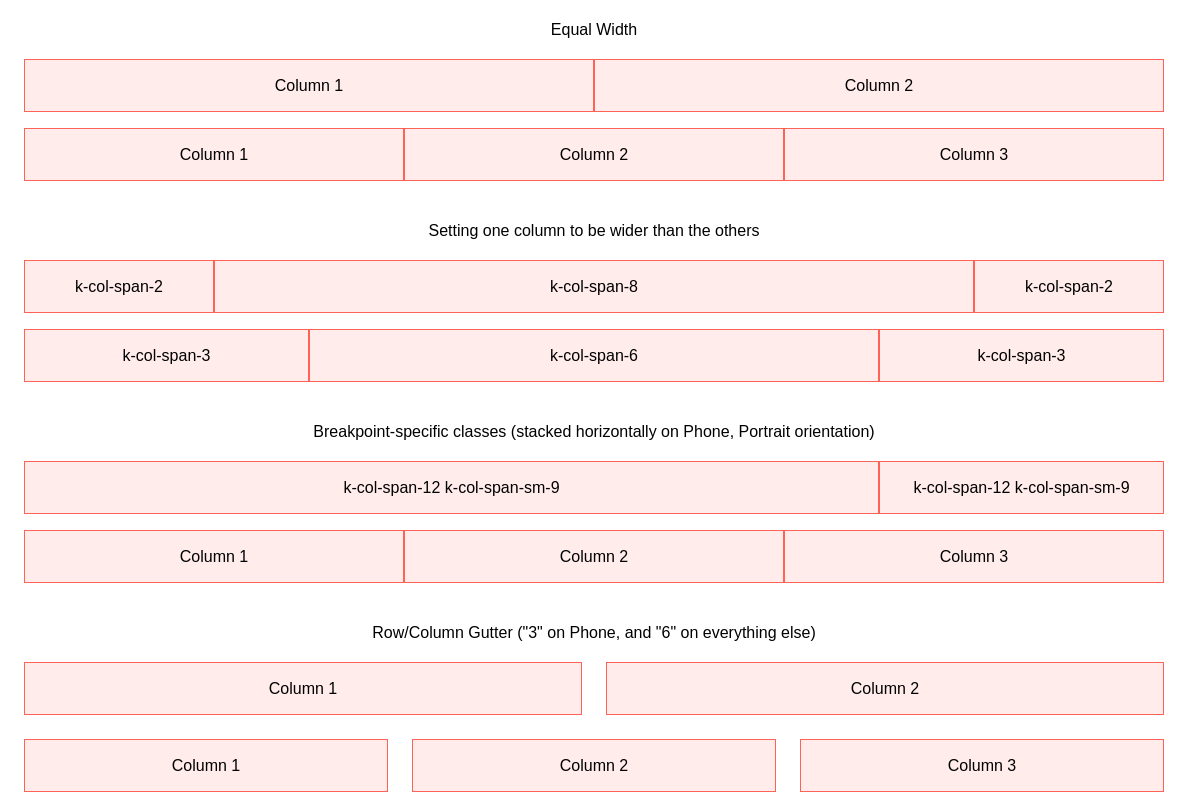 Equal Width
Column 1 Column 2
Column 1 Column 2 Column 3
Setting one column to be wider than the others
k-col-span-2 k-col-span-8 k-col-span-2
k-col-span-3 k-col-span-6 k-col-span-3
Breakpoint-specific classes (stacked horizontally on Phone, Portrait orientation)
k-col-span-12 k-col-span-sm-9 k-col-span-12 k-col-span-sm-9
Column 1 Column 2 Column 3
Row/Column Gutter ("3" on Phone, and "6" on everything else)
Column 1 Column 2
Column 1 Column 2 Column 3